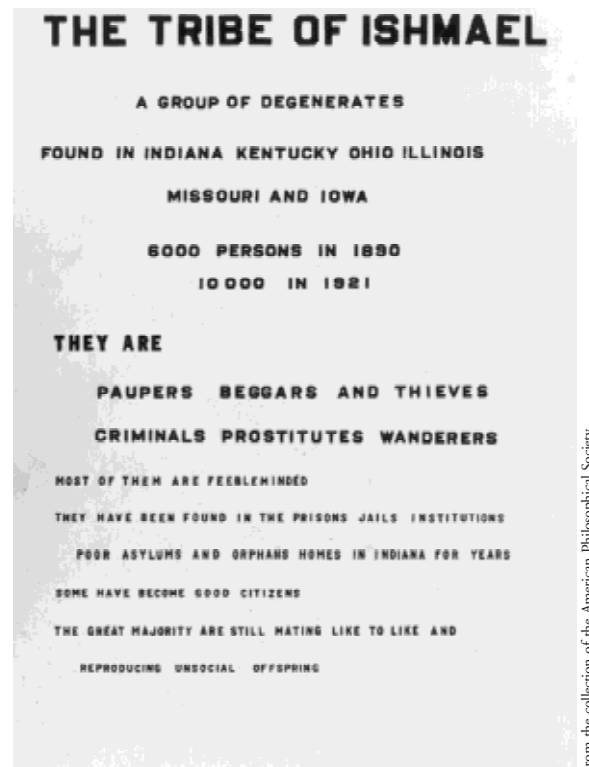 THE TRIBE OF ISHMAEL
A GROUP OF DEGENERATES
FOUND IN INDIANA KENTUCKY OHIO ILLINOIS
MISSOURI AND IOWA
6000 PERSONS IN 1890
10000 IN 1921
THEY ARE
PAUPERS BEGGARS AND THIEVES
CRIMINALS PROSTITUTES WANDERERS
MOST OF THEM ARE FEEBLEMINDED
THEY HAVE BEEN FOUND IN THE PRISONS JAILS INSTITUTIONS
POOR ASYLUMS AND ORPHANS HOMES IN INDIANA FOR YEARS
SOME HAVE BECOME GOOD CITIZENS
THE GREAT MAJORITY ARE STILL MATING LIKE TO LIKE AND
REPRODUCING UNSOCIAL OFFSPRING
rom the collection of the American Philosophical Society